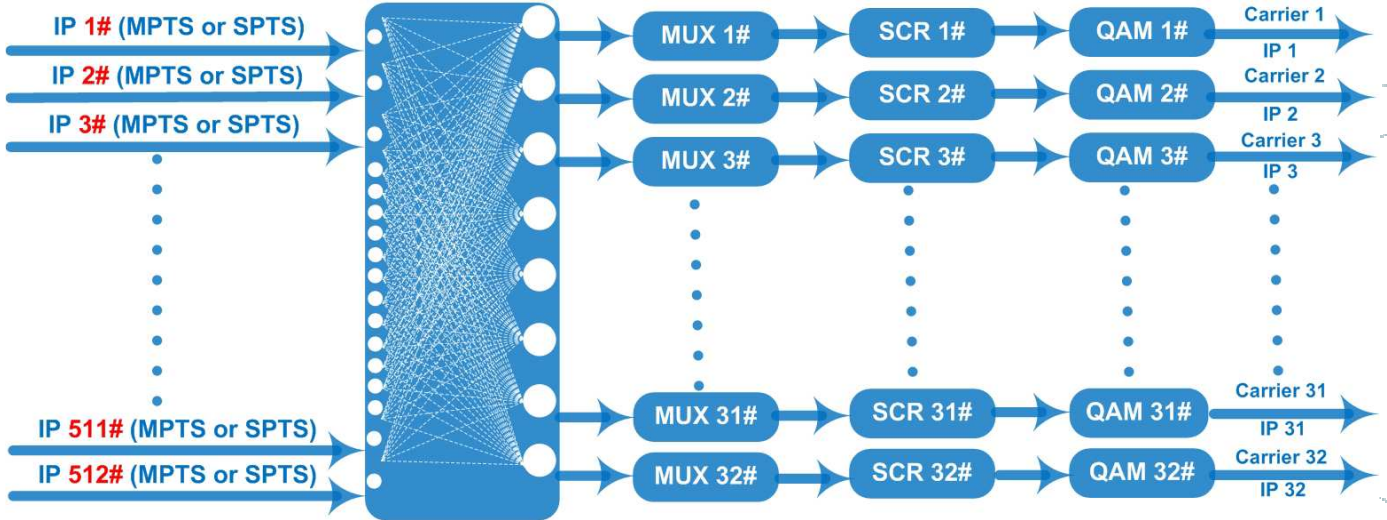 IP 1# (MPTS or SPTS)
MUX 1#
SCR 1#
QAM 1#
Carrier 1
IP 1
IP 2# (MPTS or SPTS)
MUX 2#
SCR 2#
QAM 2#
Carrier 2
IP 2
IP 3# (MPTS or SPTS)
MUX 3#
SCR 3#
QAM 3#
Carrier 3
IP 3
IP 511# (MPTS or SPTS)
MUX 31#
SCR 31#
QAM 31#
Carrier 31
IP 31
IP 512# (MPTS or SPTS)
MUX 32#
SCR 32#
QAM 32#
Carrier 32
IP 32